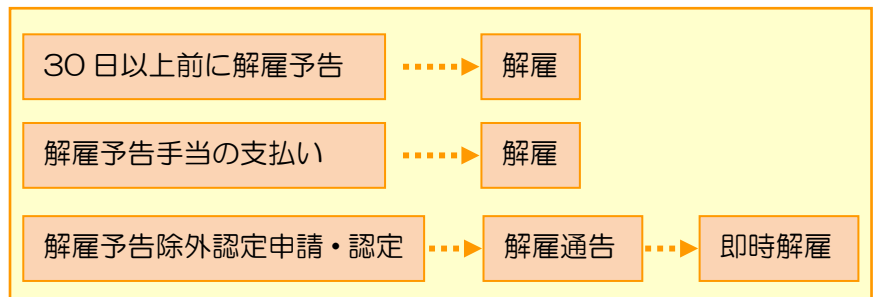 30日以上前に解雇予告 解雇
解雇予告手当の支払い 解雇
解雇予告除外認定申請・認定 解雇通告 即時解雇